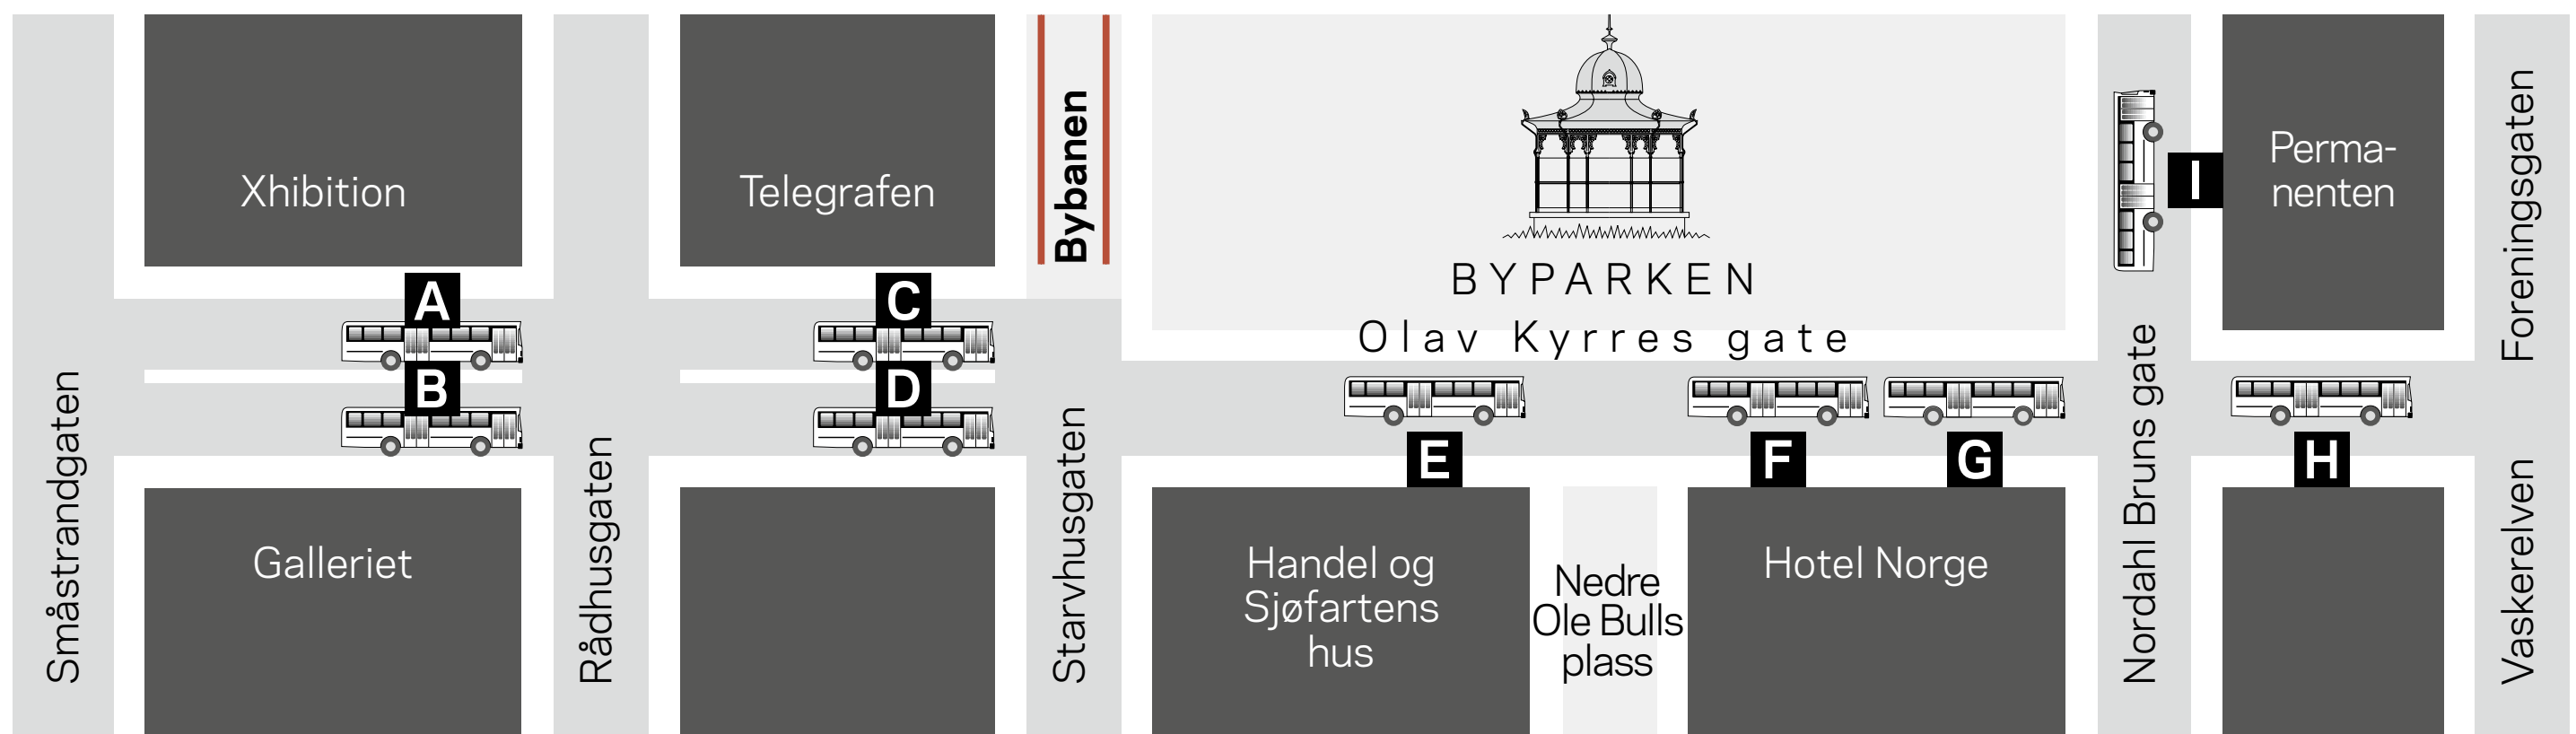 Småstrandgaten
Xhibition
A
B
Galleriet
Rådhusgaten
Telegrafen
C
D
Bybanen
Starvhusgaten
BYPARKEN
Olav Kyrres gate
E
F
G
H
Handel og
Sjøfartens
hus
Nedre
Ole Bulls
plass
Hotel Norge
Nordahl Bruns gate
I
Perma-
nenten
Foreningsgaten
Vaskerelven